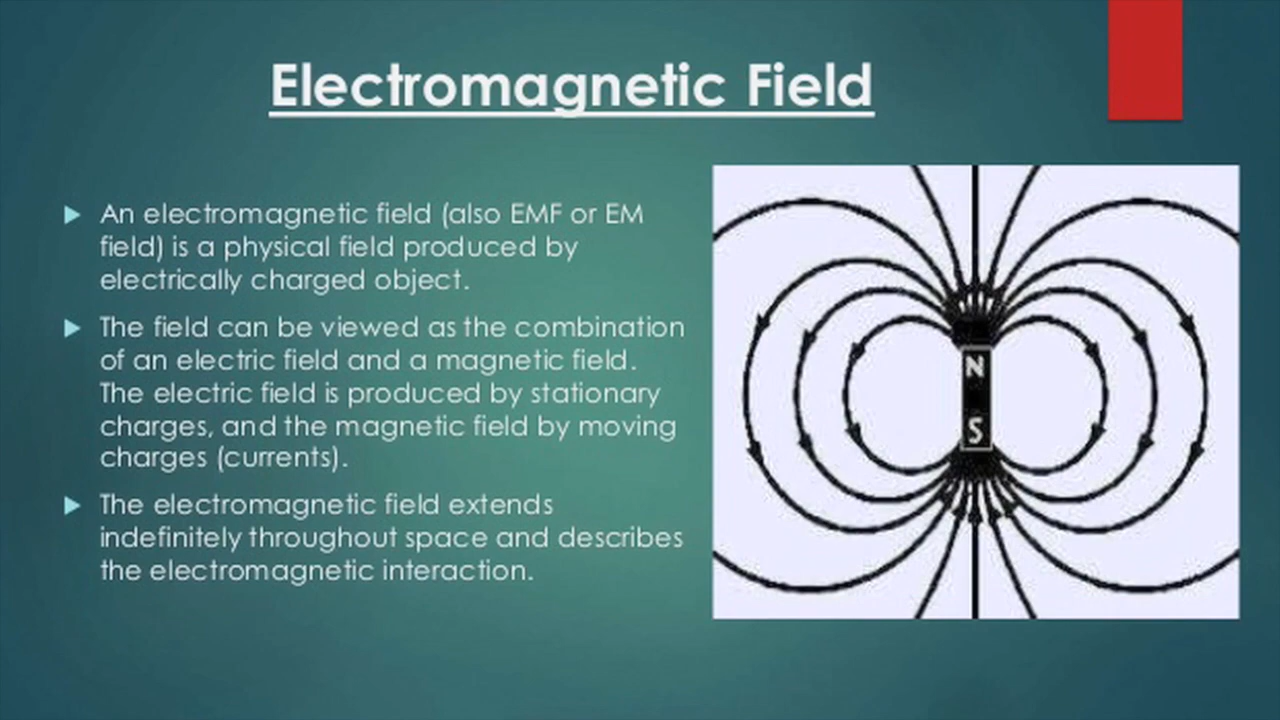 Electromagnetic Field
An electromagnetic field (also EMF or EM
field) is a physical field produced by
electrically charged object.
The field can be viewed as the combination
of an electric field and a magnetic field.
The electric field is produced by stationary
charges, and the magnetic field by moving
charges (currents).
The electromagnetic field extends
indefinitely throughout space and describes
the electromagnetic interaction.
N
S